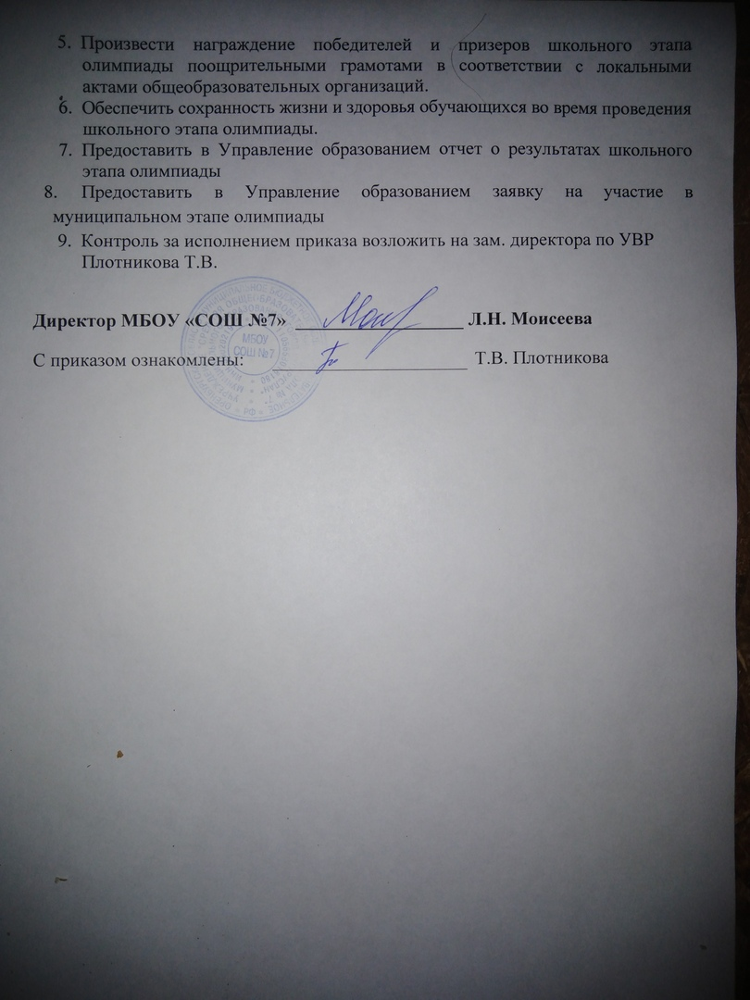 5. Произвести награждение победителей и призеров школьного этапа
олимпиады поощрительными грамотами в соответствии с локальными
актами общеобразовательных организаций.
6. Обеспечить сохранность жизни и здоровья обучающихся во время проведения
школьного этапа олимпиады.
7. Предоставить в Управление образованием отчет о результатах школьного
этапа олимпиады
8. Предоставить в Управление образованием заявку на участие в
муниципальном этапе олимпиады
9. Контроль за исполнением приказа возложить на зам. директора по УВР
Плотникова Т.В.
Директор МБОУ «СОШ №7» Л.Н. Моисеева
С приказом ознакомлены: Т.В. Плотникова
МБОУ
СОШ №7